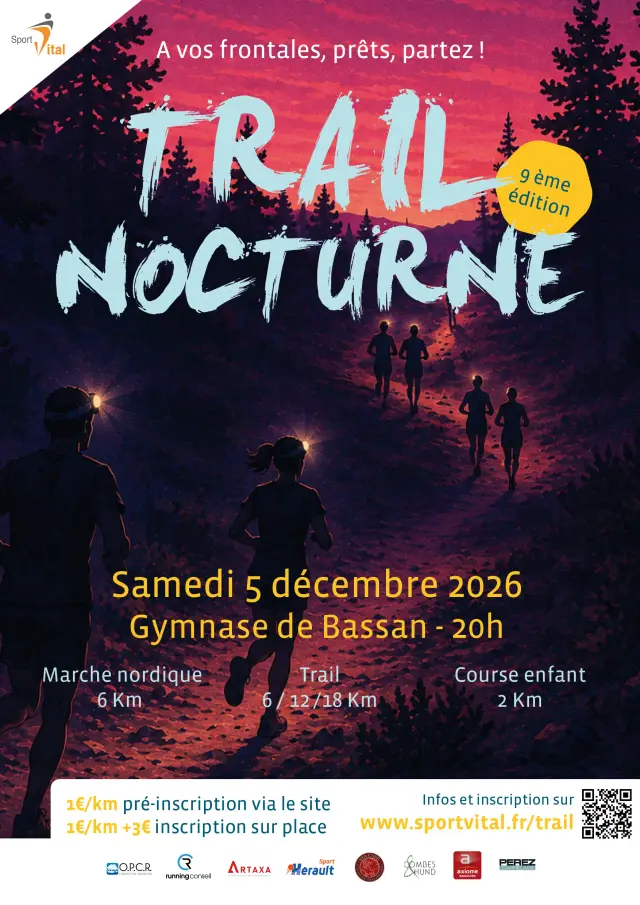 Sport
Vital
A vos frontales, prêts, partez !
TRAIL
9 ème
édition
NOCTURNE
Samedi 5 décembre 2026
Gymnase de Bassan - 20h
Marche nordique
6 Km
Trail
6 / 12 /18 Km
Course enfant
2 Km
1€/km pré-inscription via le site
1€/km +3€ inscription sur place
Infos et inscription sur
www.sportvital.fr/trail
O.P.C.R.
running conseil
ARTAXA
Sport
Hérault
axiome
PEREZ